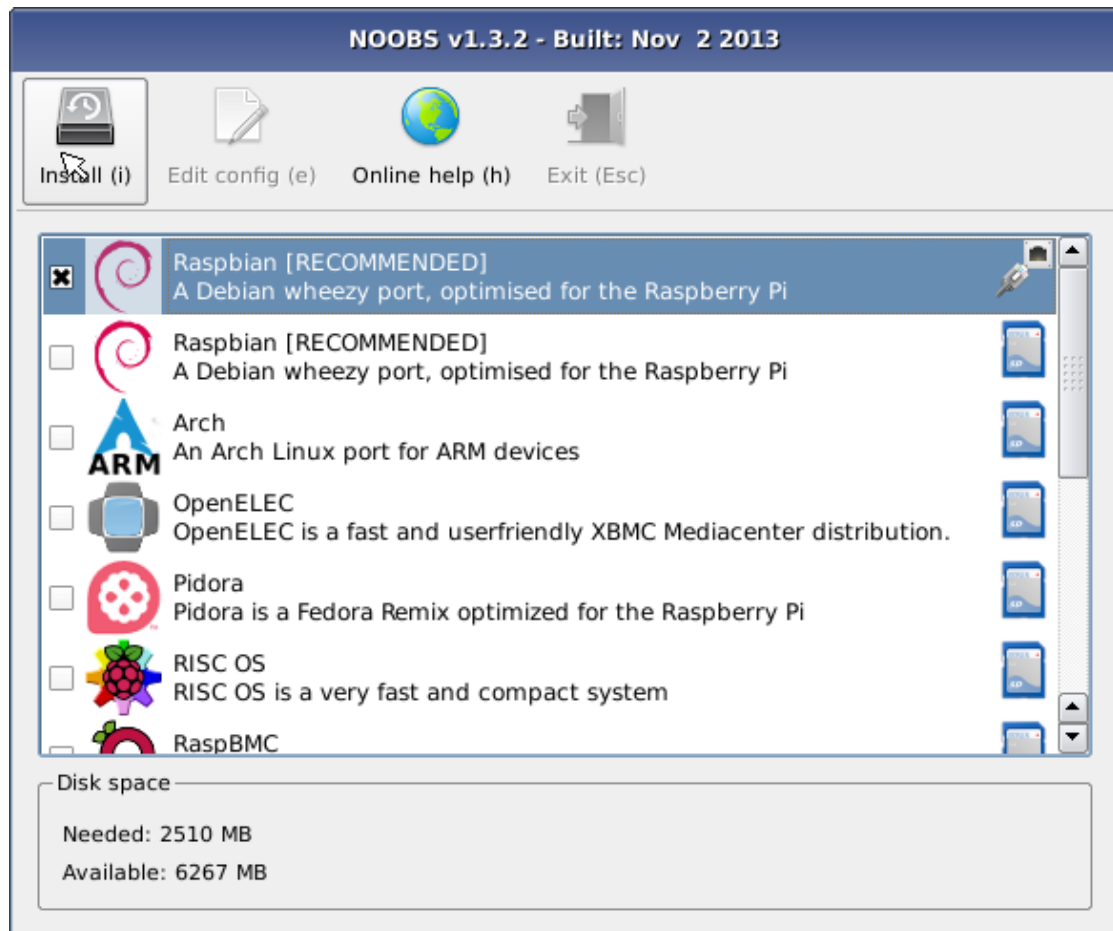 NOOBS v1.3.2 - Built: Nov  2 2013
Install (i)
Edit config (e)
Online help (h)
Exit (Esc)
Raspbian [RECOMMENDED]
A Debian wheezy port, optimised for the Raspberry Pi
Raspbian [RECOMMENDED]
A Debian wheezy port, optimised for the Raspberry Pi
Arch
ARM
An Arch Linux port for ARM devices
OpenELEC
OpenELEC is a fast and userfriendly XBMC Mediacenter distribution.
Pidora
Pidora is a Fedora Remix optimized for the Raspberry Pi
RISC OS
RISC OS is a very fast and compact system
RaspBMC
Disk space
Needed: 2510 MB
Available: 6267 MB